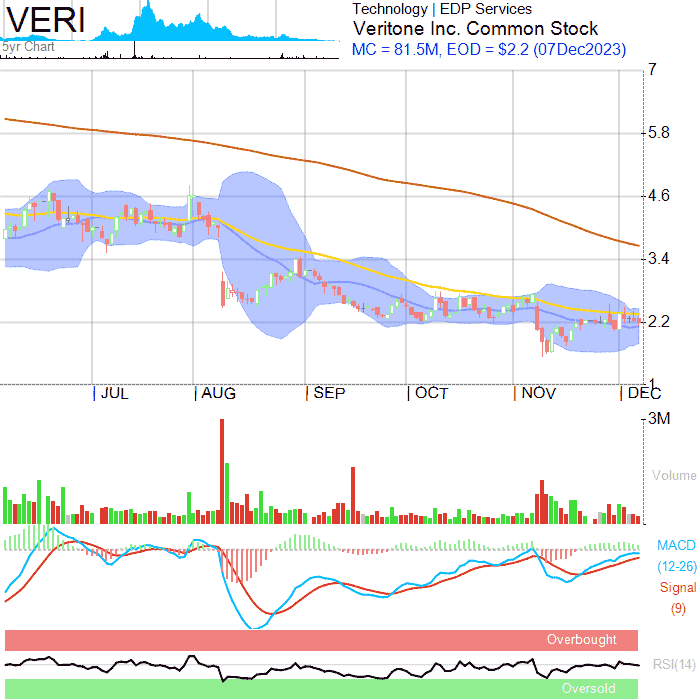 VERI
5yr Chart
Technology | EDP Services
Veritone Inc. Common Stock
MC = 81.5M, EOD = $2.2 (07Dec2023)
7
5.8
4.6
3.4
2.2
1
JUL AUG SEP OCT NOV DEC
3M
Volume
MACD
(12-26)
Signal
(9)
Overbought
RSI(14)
Oversold